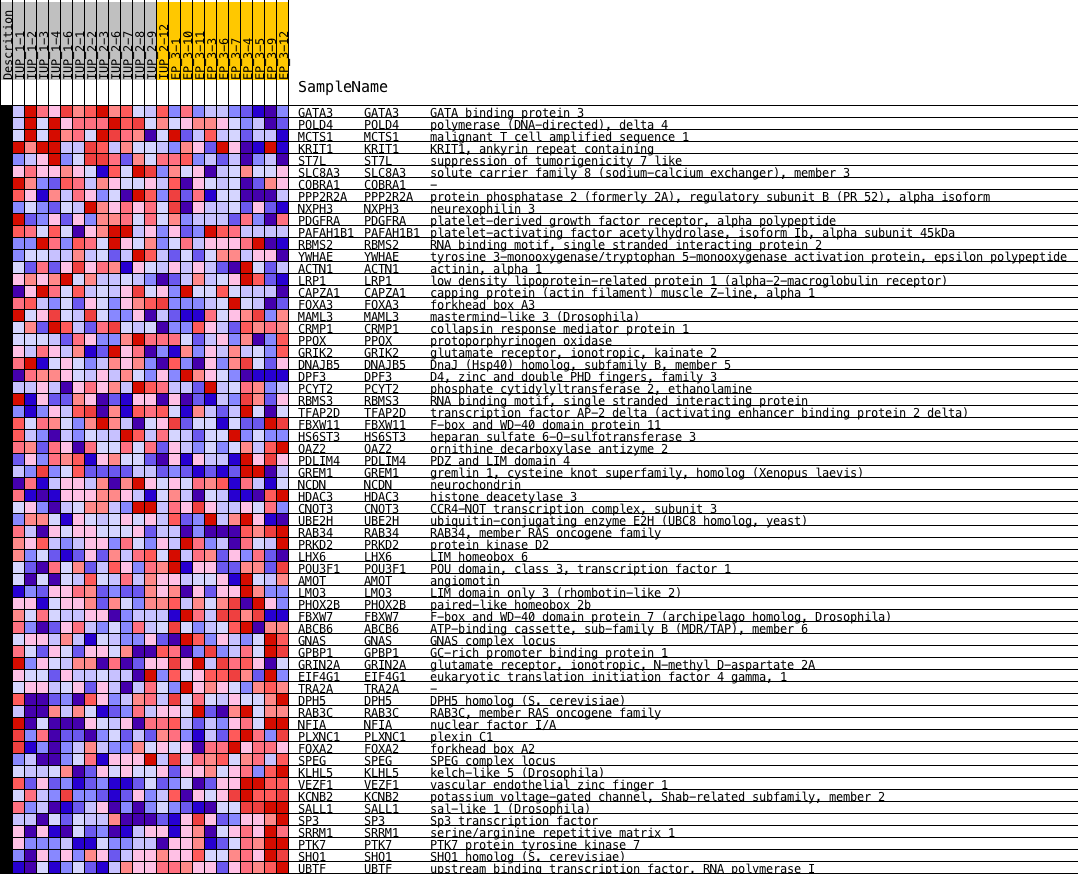 Descrition
IUP_1-1
IUP_1-2
IUP_1-3
IUP_1-4
IUP_1-6
IUP_2-1
IUP_2-2
IUP_2-3
IUP_2-6
IUP_2-7
IUP_2-8
IUP_2-9
IUP_2-12
EP_3-1
EP_3-10
EP_3-11
EP_3-3
EP_3-6
EP_3-7
EP_3-4
EP_3-5
EP_3-9
EP_3-12
SampleName
GATA3 GATA3 GATA binding protein 3
POLD4 POLD4 polymerase (DNA-directed), delta 4
MCTS1 MCTS1 malignant T cell amplified sequence 1
KRIT1 KRIT1 KRIT1, ankyrin repeat containing
ST7L ST7L suppression of tumorigenicity 7 like
SLC8A3 SLC8A3 solute carrier family 8 (sodium-calcium exchanger), member 3
COBRA1 COBRA1 -
PPP2R2A PPP2R2A protein phosphatase 2 (formerly 2A), regulatory subunit B (PR 52), alpha isoform
NXPH3 NXPH3 neurexophilin 3
PDGFRA PDGFRA platelet-derived growth factor receptor, alpha polypeptide
PAFAH1B1 PAFAH1B1 platelet-activating factor acetylhydrolase, isoform Ib, alpha subunit 45kDa
RBMS2 RBMS2 RNA binding motif, single stranded interacting protein 2
YWHAE YWHAE tyrosine 3-monooxygenase/tryptophan 5-monooxygenase activation protein, epsilon polypeptide
ACTN1 ACTN1 actinin, alpha 1
LRP1 LRP1 low density lipoprotein-related protein 1 (alpha-2-macroglobulin receptor)
CAPZA1 CAPZA1 capping protein (actin filament) muscle Z-line, alpha 1
FOXA3 FOXA3 forkhead box A3
MAML3 MAML3 mastermind-like 3 (Drosophila)
CRMP1 CRMP1 collapsin response mediator protein 1
PPOX PPOX protoporphyrinogen oxidase
GRIK2 GRIK2 glutamate receptor, ionotropic, kainate 2
DNAJB5 DNAJB5 DnaJ (Hsp40) homolog, subfamily B, member 5
DPF3 DPF3 D4, zinc and double PHD fingers, family 3
PCYT2 PCYT2 phosphate cytidylyltransferase 2, ethanolamine
RBMS3 RBMS3 RNA binding motif, single stranded interacting protein
TFAP2D TFAP2D transcription factor AP-2 delta (activating enhancer binding protein 2 delta)
FBXW11 FBXW11 F-box and WD-40 domain protein 11
HS6ST3 HS6ST3 heparan sulfate 6-O-sulfotransferase 3
OAZ2 OAZ2 ornithine decarboxylase antizyme 2
PDLIM4 PDLIM4 PDZ and LIM domain 4
GREM1 GREM1 gremlin 1, cysteine knot superfamily, homolog (Xenopus laevis)
NCDN NCDN neurochondrin
HDAC3 HDAC3 histone deacetylase 3
CNOT3 CNOT3 CCR4-NOT transcription complex, subunit 3
UBE2H UBE2H ubiquitin-conjugating enzyme E2H (UBC8 homolog, yeast)
RAB34 RAB34 RAB34, member RAS oncogene family
PRKD2 PRKD2 protein kinase D2
LHX6 LHX6 LIM homeobox 6
POU3F1 POU3F1 POU domain, class 3, transcription factor 1
AMOT AMOT angiomotin
LMO3 LMO3 LIM domain only 3 (rhombotin-like 2)
PHOX2B PHOX2B paired-like homeobox 2b
FBXW7 FBXW7 F-box and WD-40 domain protein 7 (archipelago homolog, Drosophila)
ABCB6 ABCB6 ATP-binding cassette, sub-family B (MDR/TAP), member 6
GNAS GNAS GNAS complex locus
GPBP1 GPBP1 GC-rich promoter binding protein 1
GRIN2A GRIN2A glutamate receptor, ionotropic, N-methyl D-aspartate 2A
EIF4G1 EIF4G1 eukaryotic translation initiation factor 4 gamma, 1
TRA2A TRA2A -
DPH5 DPH5 DPH5 homolog (S. cerevisiae)
RAB3C RAB3C RAB3C, member RAS oncogene family
NFIA NFIA nuclear factor I/A
PLXNC1 PLXNC1 plexin C1
FOXA2 FOXA2 forkhead box A2
SPEG SPEG SPEG complex locus
KLHL5 KLHL5 kelch-like 5 (Drosophila)
VEZF1 VEZF1 vascular endothelial zinc finger 1
KCNB2 KCNB2 potassium voltage-gated channel, Shab-related subfamily, member 2
SALL1 SALL1 sal-like 1 (Drosophila)
SP3 SP3 Sp3 transcription factor
SRRM1 SRRM1 serine/arginine repetitive matrix 1
PTK7 PTK7 PTK7 protein tyrosine kinase 7
SHO1 SHO1 SHO1 homolog (S. cerevisiae)
UBTF UBTF upstream binding transcription factor, RNA polymerase I